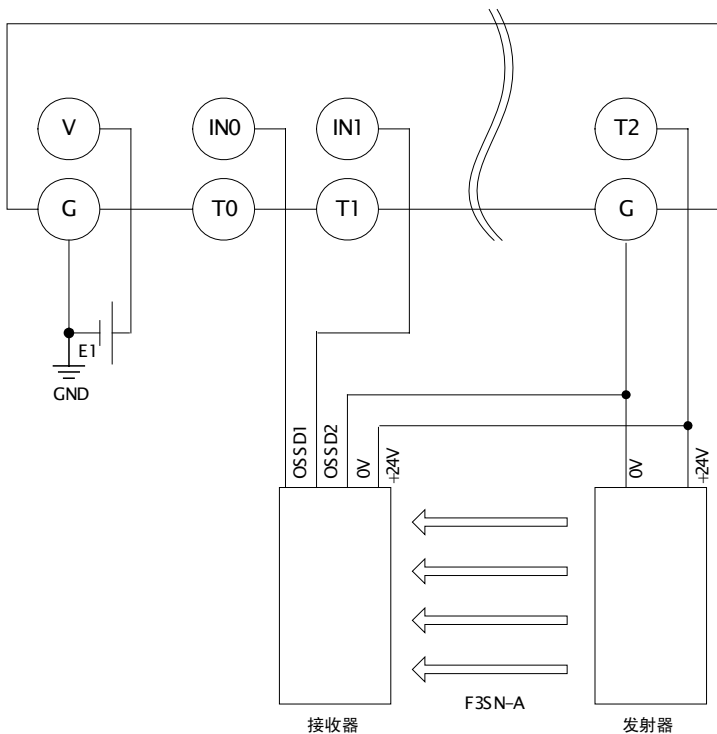 V
IN0
IN1
T2
G
T0
T1
G
E1
GND
OSSD1
OSSD2
0V
+24V
0V
+24V
F3SN-A
接收器
发射器